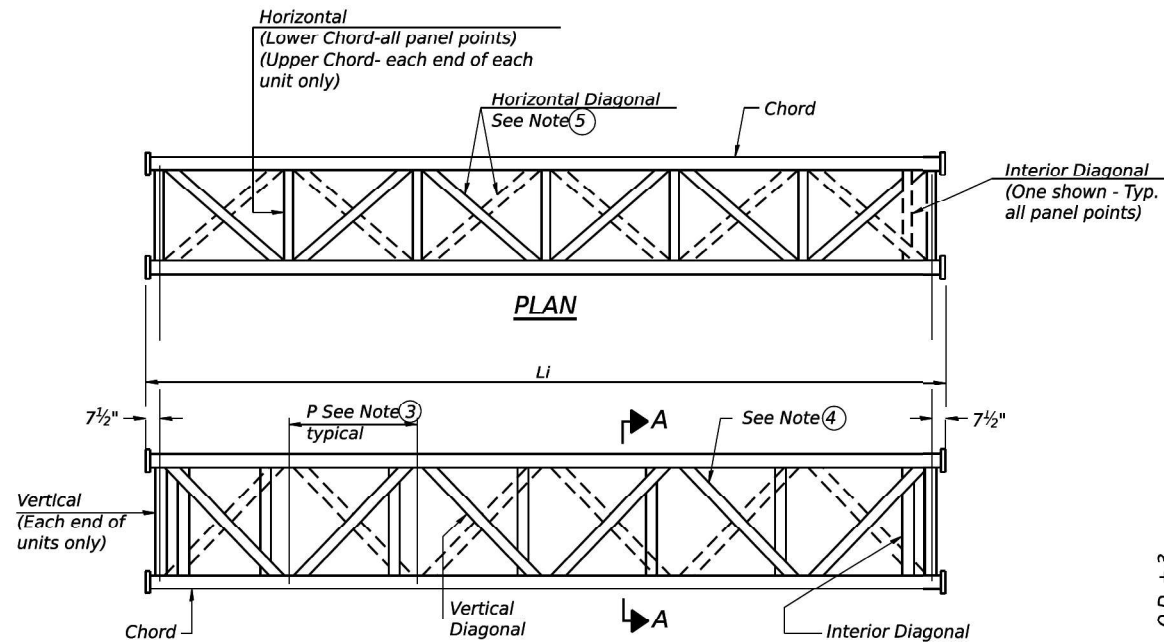 Horizontal
(Lower Chord-all panel points)
(Upper Chord- each end of each
unit only)
Horizontal Diagonal
See Note 5
Chord
Interior Diagonal
(One shown - Typ.
all panel points)
PLAN
Li
7½"
P See Note 3
typical
A
See Note 4
7½"
Vertical
(Each end of
units only)
Chord
Vertical
Diagonal
A
Interior Diagonal